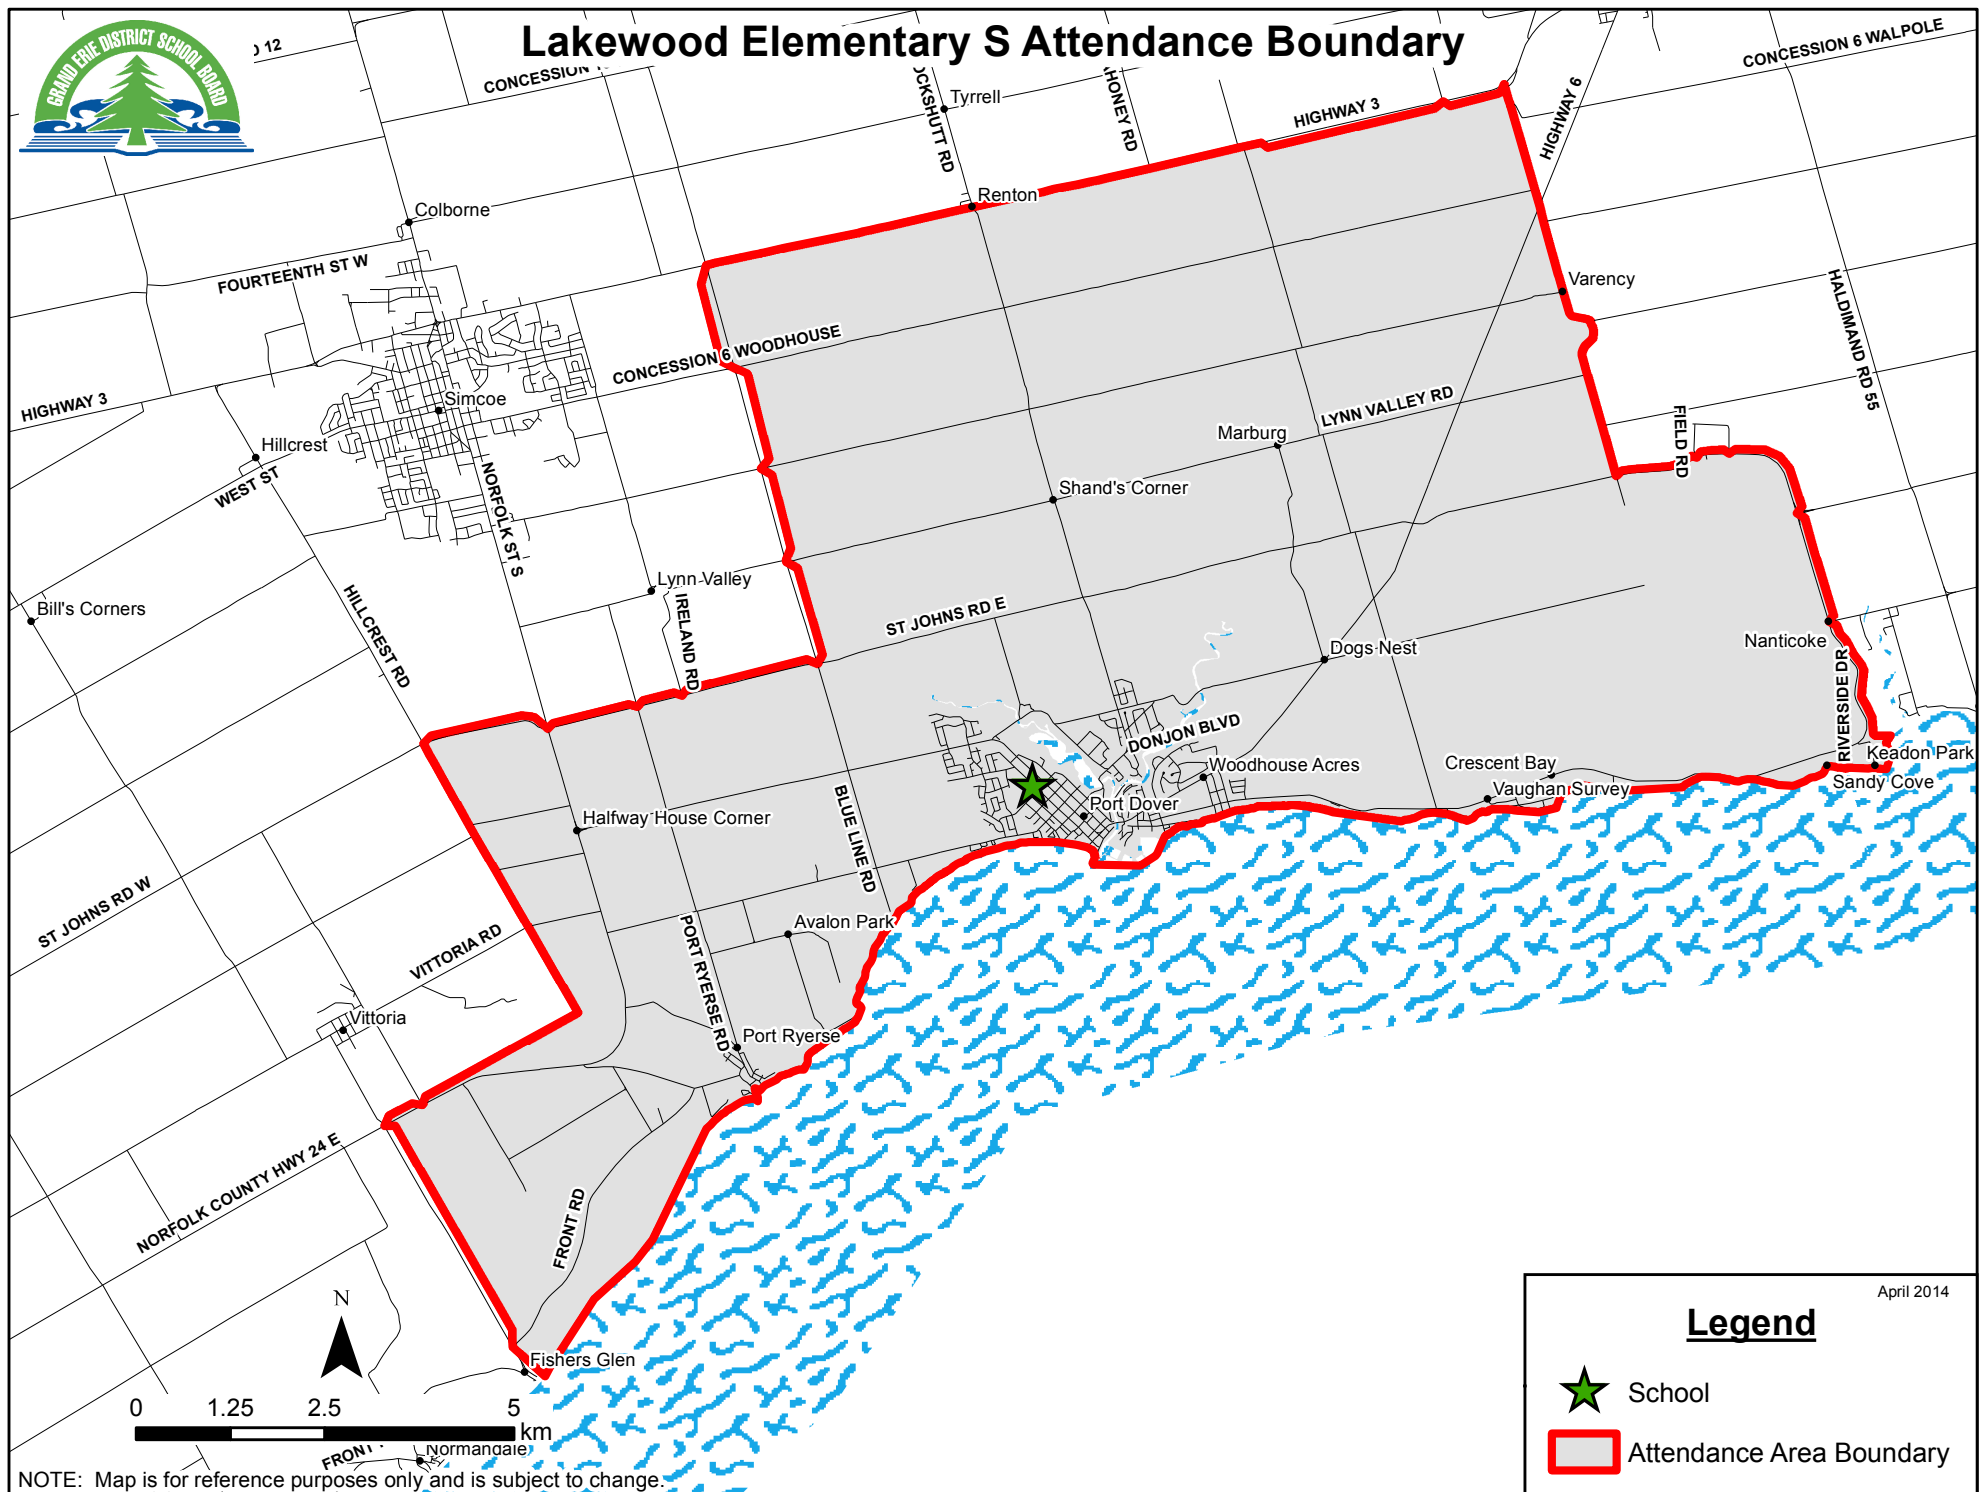 Lakewood Elementary S Attendance Boundary
GRAND ERIE DISTRICT SCHOOL BOARD
12
CONCESSION
Tyrrell
HIGHWAY 3
HIGHWAY 6
CONCESSION 6 WALPOLE
Renton
Colborne
FOURTEENTH ST W
Varency
HALDIMAND RD 55
CONCESSION 6 WOODHOUSE
HIGHWAY 3
Simcoe
LYNN VALLEY RD
Hillcrest
WEST ST
Marburg
FIELD RD
NORFOLK ST S
Shand's Corner
Lynn Valley
IRELAND RD
Bill's Corners
HILLCREST RD
ST JOHNS RD E
Dogs Nest
Nanticoke
RIVERSIDE DR
DONJON BLVD
Woodhouse Acres
Crescent Bay
Keadon Park
Vaughan Survey
Sandy Cove
Port Dover
Halfway House Corner
BLUE LINE RD
ST JOHNS RD W
VITTORIA RD
PORT RYERSE RD
Avalon Park
Vittoria
Port Ryerse
NORFOLK COUNTY HWY 24 E
FRONT RD
N
Fishers Glen
0 1.25 2.5 5
km
FRONT
Normandale
NOTE: Map is for reference purposes only and is subject to change.
April 2014
Legend
School
Attendance Area Boundary